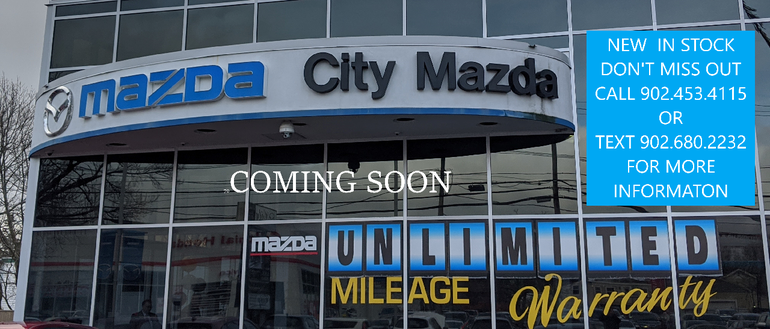 mazda City Mazda
NEW IN STOCK
DON'T MISS OUT
CALL 902.453.4115
OR
TEXT 902.680.2232
FOR MORE
INFORMATON
COMING SOON
mazda UNLIMITED
MILEAGE Warranty